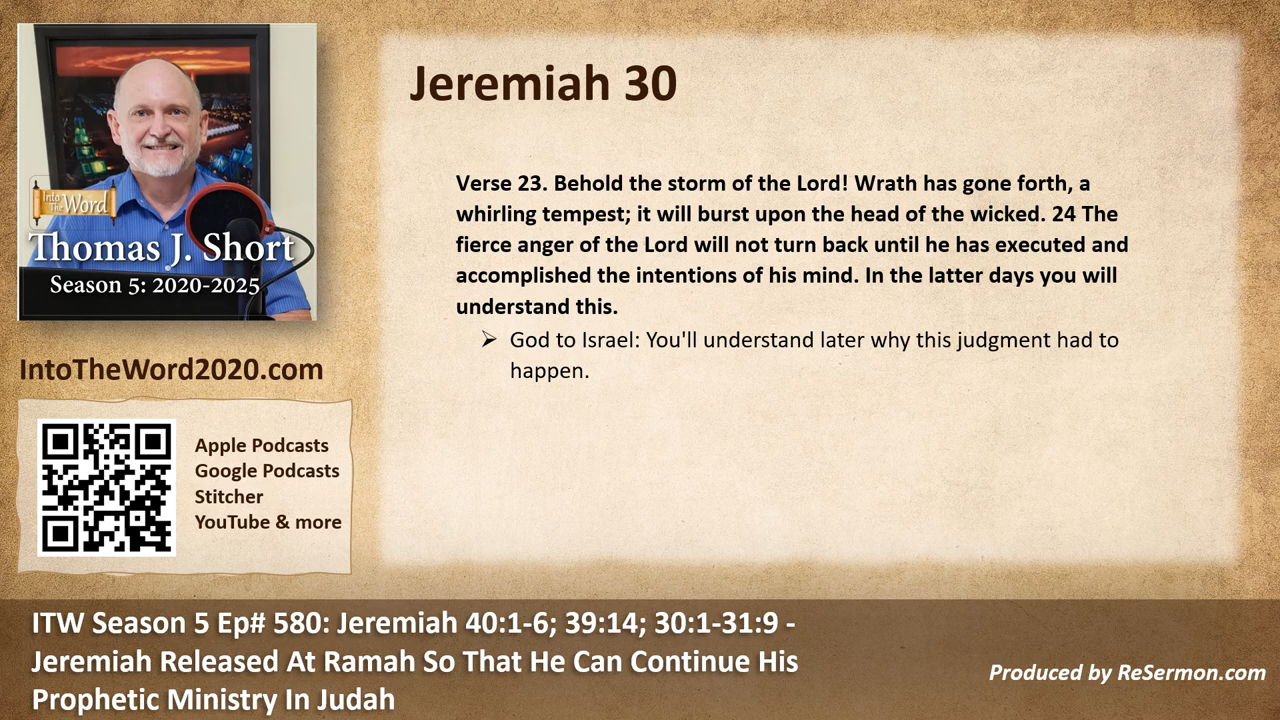 Into
The Word
Thomas J. Short
Season 5: 2020-2025
IntoTheWord2020.com
Apple Podcasts
Google Podcasts
Stitcher
YouTube & more
Jeremiah 30
Verse 23. Behold the storm of the Lord! Wrath has gone forth, a
whirling tempest; it will burst upon the head of the wicked. 24 The
fierce anger of the Lord will not turn back until he has executed and
accomplished the intentions of his mind. In the latter days you will
understand this.
➢ God to Israel: You'll understand later why this judgment had to
happen.
ITW Season 5 Ep# 580: Jeremiah 40:1-6; 39:14; 30:1-31:9 -
Jeremiah Released At Ramah So That He Can Continue His
Prophetic Ministry In Judah
Produced by ReSermon.com